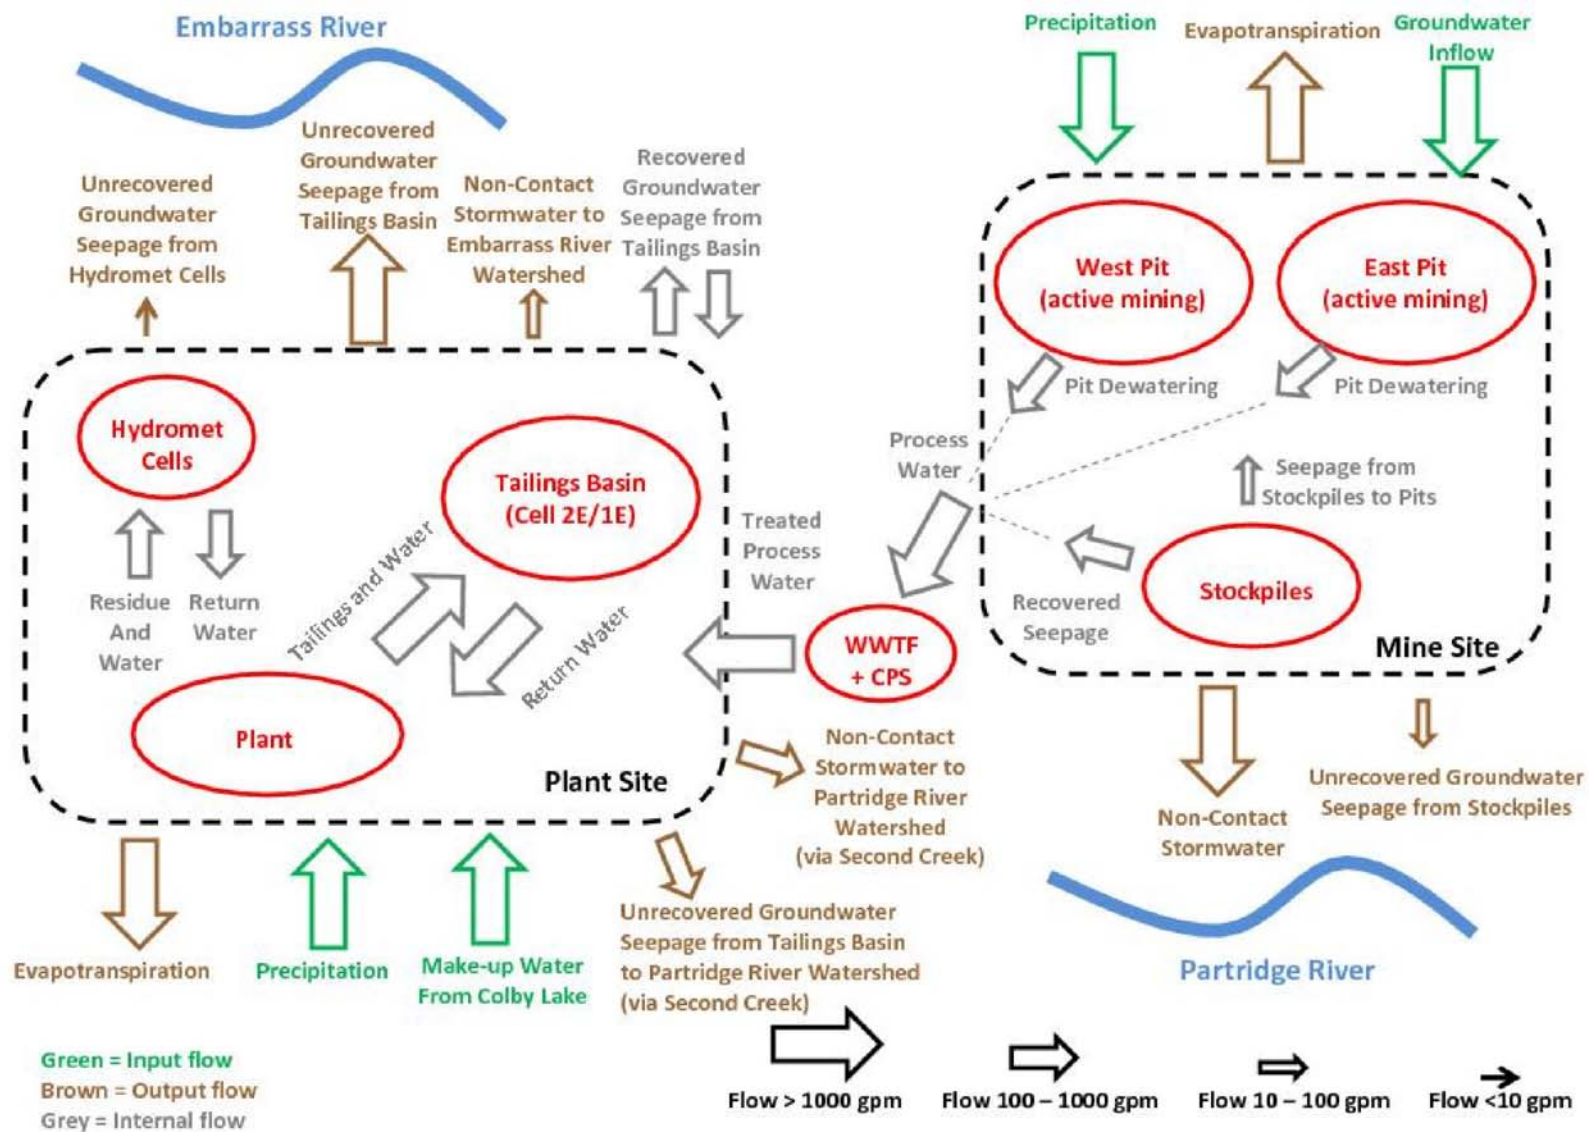 Embarrass River
Unrecovered
Groundwater
Seepage from
Hydromet Cells
Unrecovered
Groundwater
Seepage from
Tailings Basin
Non-Contact
Stormwater to
Embarrass River
Watershed
Recovered
Groundwater
Seepage from
Tailings Basin
Precipitation
Evapotranspiration
Groundwater
Inflow
West Pit
(active mining)
East Pit
(active mining)
Pit Dewatering
Pit Dewatering
Process
Water
Seepage from
Stockpiles to Pits
Recovered
Seepage
Stockpiles
Mine Site
Hydromet
Cells
Tailings Basin
(Cell 2E/1E)
Residue
And
Water
Return
Water
Tailings and Water
Return Water
Plant
Plant Site
Treated
Process
Water
WWTF
+ CPS
Non-Contact
Stormwater to
Partridge River
Watershed
(via Second Creek)
Non-Contact
Stormwater
Unrecovered Groundwater
Seepage from Stockpiles
Partridge River
Evapotranspiration
Precipitation
Make-up Water
From Colby Lake
Unrecovered Groundwater
Seepage from Tailings Basin
to Partridge River Watershed
(via Second Creek)
Green = Input flow
Brown = Output flow
Grey = Internal flow
Flow > 1000 gpm
Flow 100 – 1000 gpm
Flow 10 – 100 gpm
Flow <10 gpm